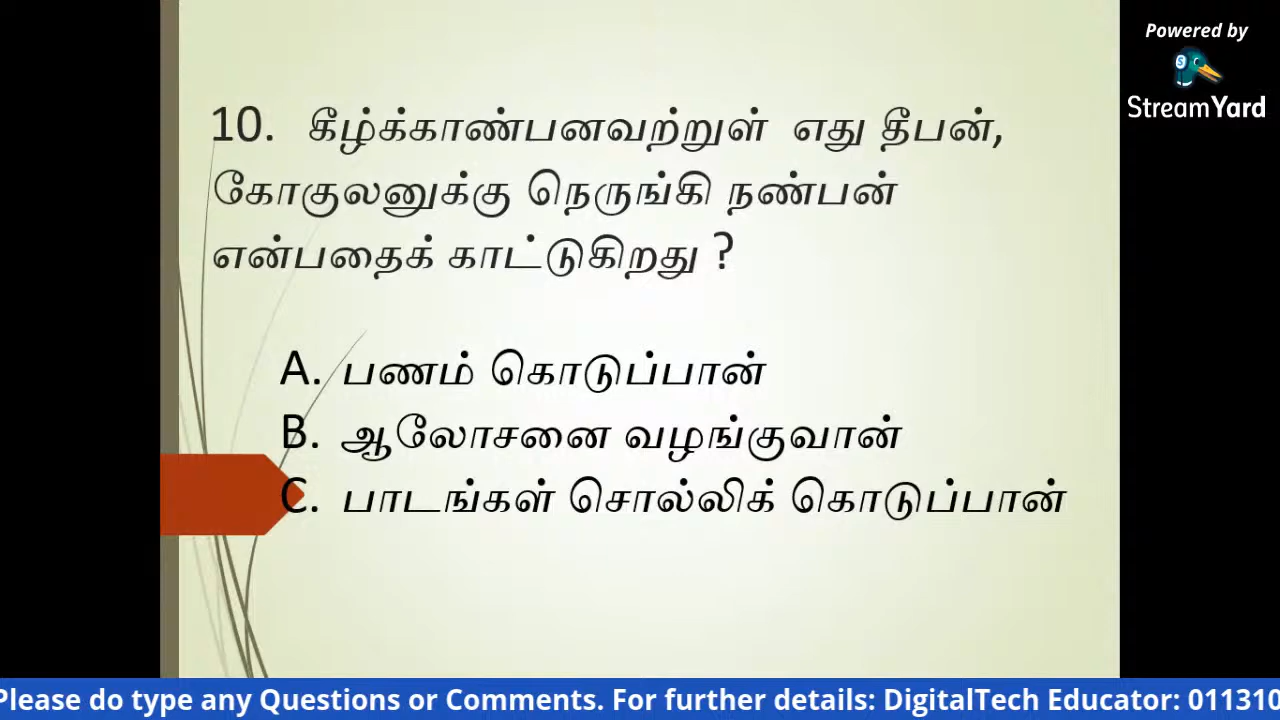 Powered by
StreamYard
10. கீழ்க்காண்பனவற்றுள் எது தீபன்,
கோகுலனுக்கு நெருங்கி நண்பன்
என்பதைக் காட்டுகிறது ?
A. பணம் கொடுப்பான்
B. ஆலோசனை வழங்குவான்
C. பாடங்கள் சொல்லிக் கொடுப்பான்
Please do type any Questions or Comments. For further details: DigitalTech Educator: 011310